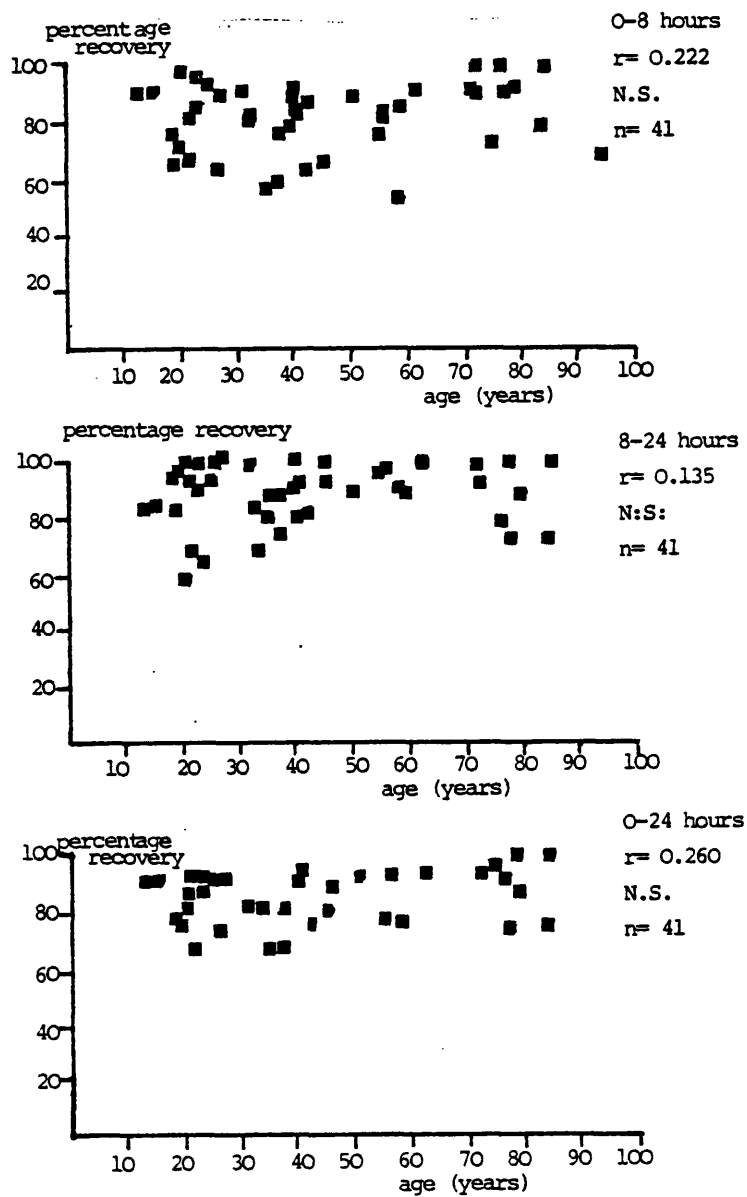 percentage
recovery
0-8 hours
r= 0.222
N.S.
n= 41
100
80
60
40
20
10 20 30 40 50 60 70 80 90 100
age (years)
percentage recovery
8-24 hours
r= 0.135
N:S:
n= 41
100
80
60
40
20
10 20 30 40 50 60 70 80 90 100
age (years)
percentage
recovery
0-24 hours
r= 0.260
N.S.
n= 41
100
80
60
40
20
10 20 30 40 50 60 70 80 90 100
age (years)